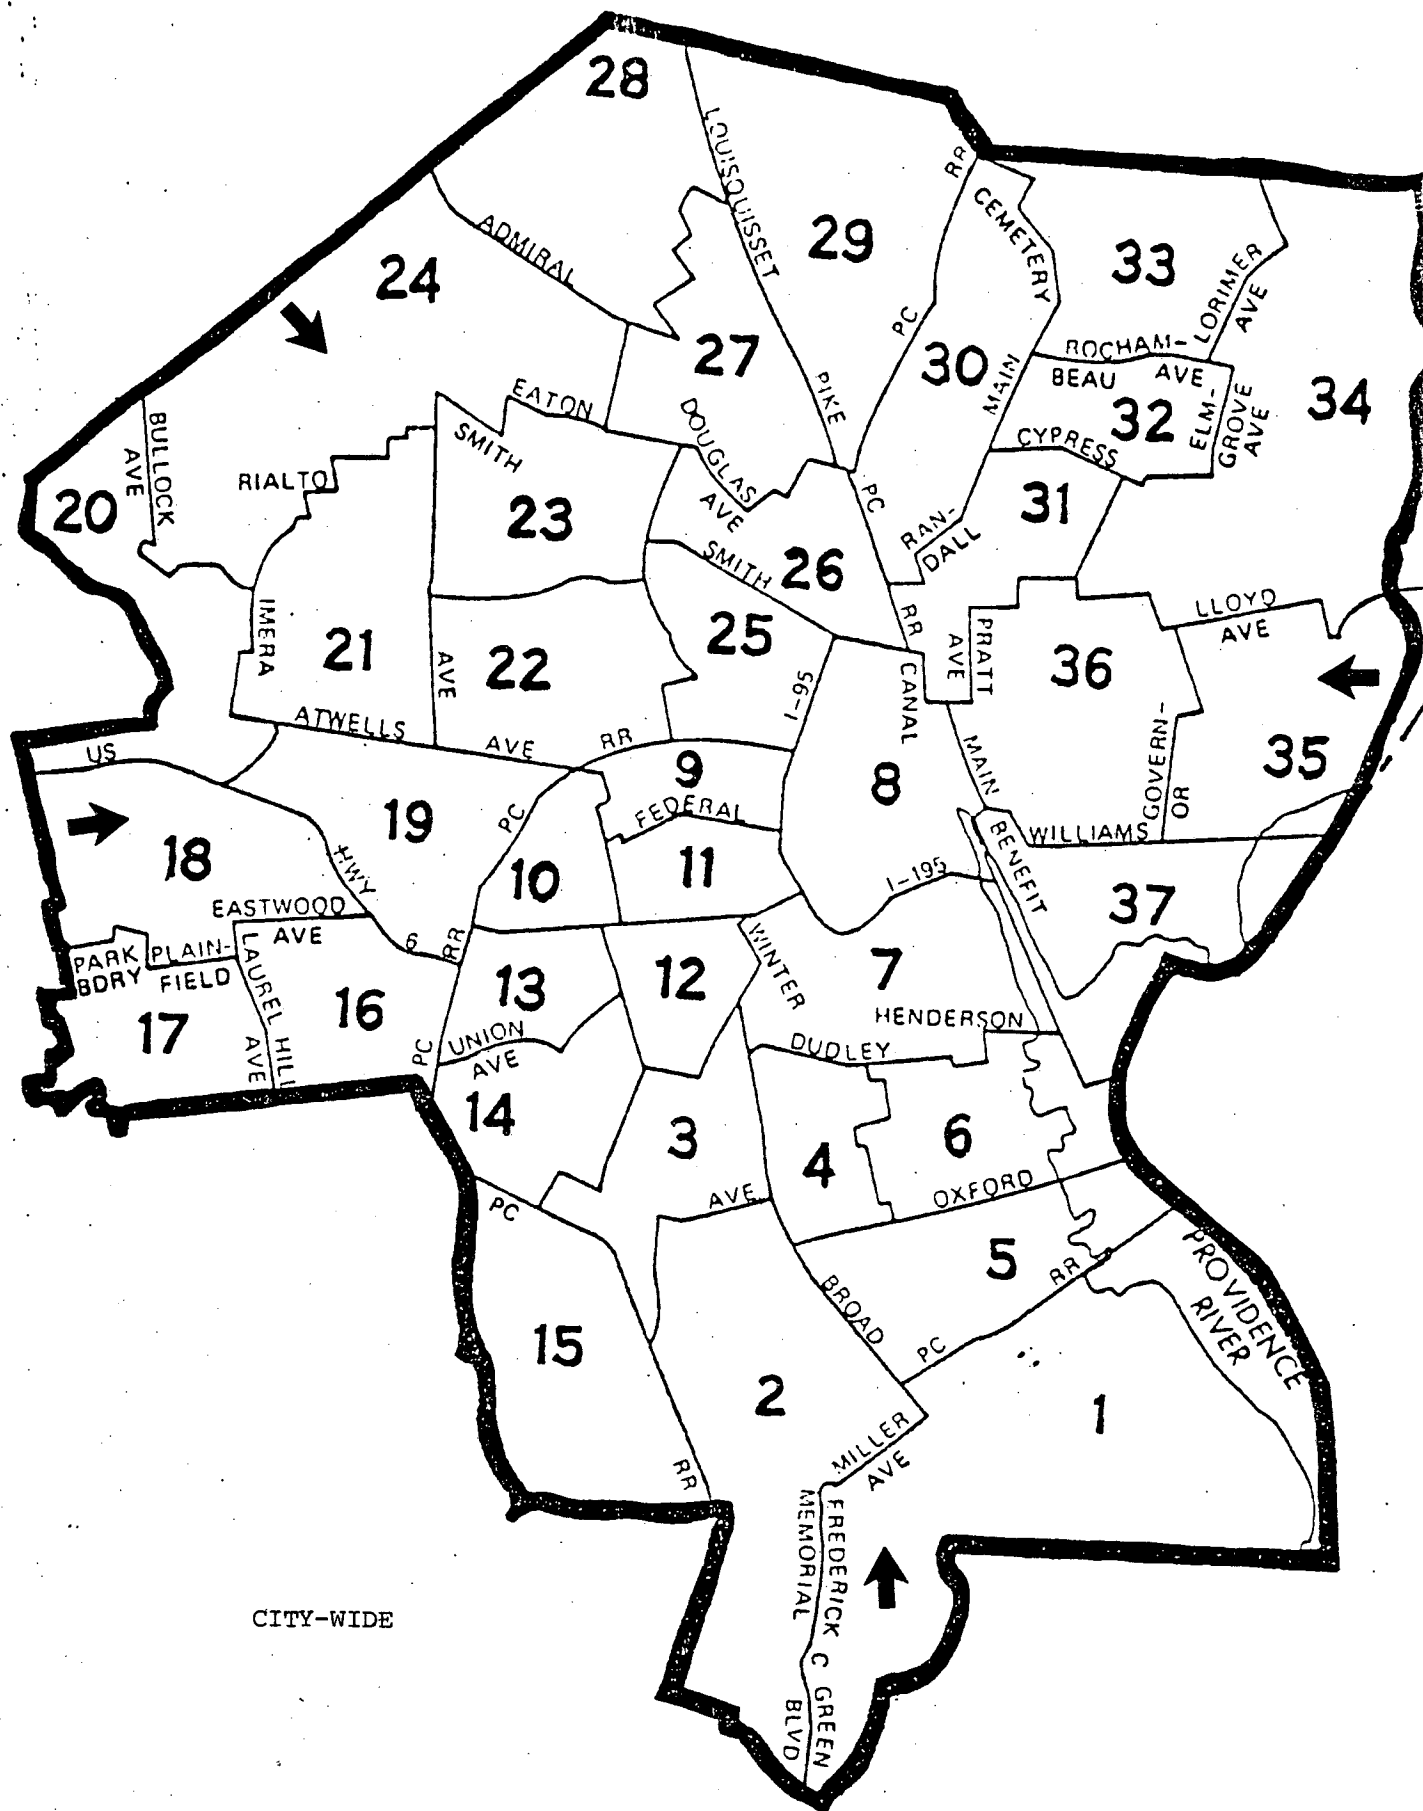 28
LOUISQUISSET
RR
CEMETERY
29
ADMIRAL
24
33
LORIMER
AVE
PC
27
30
ROCHAM-
BEAU
AVE
MAIN
PIKE
EATON
34
ELM-
GROVE
AVE
32
DOUGLAS
AVE
CYPRESS
BULLOCK
AVE
SMITH
RIALTO
20
23
PC
31
RAN-
DALL
SMITH
26
IMERA
RR
LLOYD
AVE
PRATT
AVE
21
22
25
36
AVE
I-95
CANAL
ATWELLS
AVE
RR
US
MAIN
GOVERN-
OR
35
9
8
FEDERAL
19
PC
WILLIAMS
BENEFIT
18
HWY
10
11
I-195
37
EASTWOOD
AVE
6
RR
WINTER
PARK
BDRY
PLAIN-
FIELD
LAUREL HILL
AVE
13
12
7
16
17
HENDERSON
UNION
AVE
PC
DUDLEY
14
3
4
6
OXFORD
AVE
PC
5
RR
PROVIDENCE
RIVER
BROAD
15
PC
2
1
MILLER
AVE
RR
FREDERICK C GREEN
MEMORIAL
BLVD
CITY-WIDE